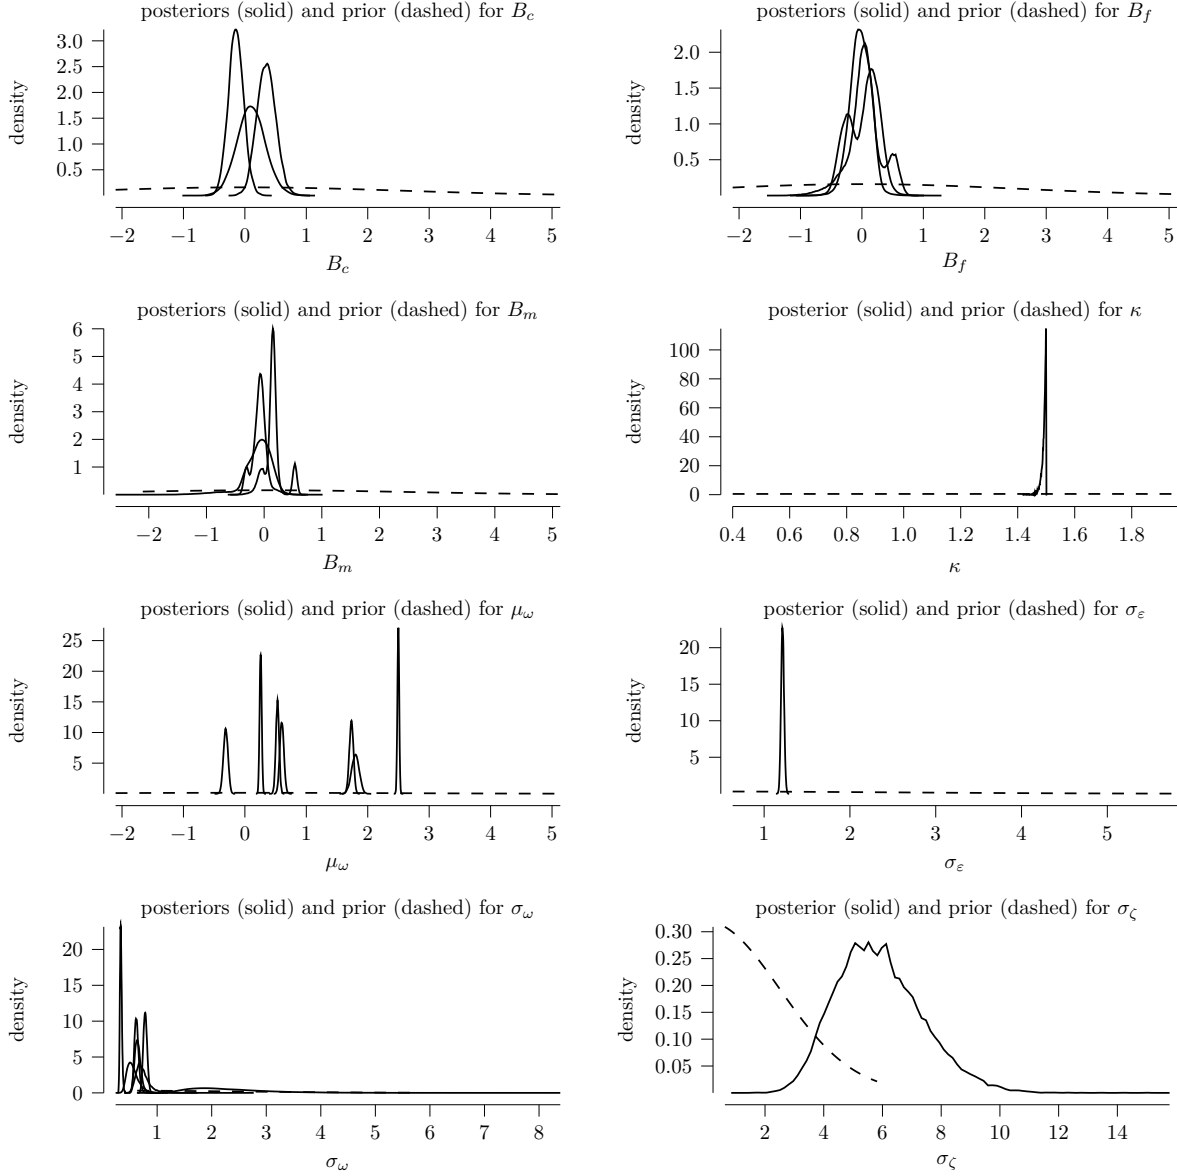 posteriors (solid) and prior (dashed) for B_c
density
3.0
2.5
2.0
1.5
1.0
0.5
−2 −1 0 1 2 3 4 5
B_c
posteriors (solid) and prior (dashed) for B_f
density
2.0
1.5
1.0
0.5
−2 −1 0 1 2 3 4 5
B_f
posteriors (solid) and prior (dashed) for B_m
density
6
5
4
3
2
1
−2 −1 0 1 2 3 4 5
B_m
posterior (solid) and prior (dashed) for κ
density
100
80
60
40
20
0
0.4 0.6 0.8 1.0 1.2 1.4 1.6 1.8
κ
posteriors (solid) and prior (dashed) for μ_ω
density
25
20
15
10
5
−2 −1 0 1 2 3 4 5
μ_ω
posterior (solid) and prior (dashed) for σ_ε
density
20
15
10
5
1 2 3 4 5
σ_ε
posteriors (solid) and prior (dashed) for σ_ω
density
20
15
10
5
0
1 2 3 4 5 6 7 8
σ_ω
posterior (solid) and prior (dashed) for σ_ζ
density
0.30
0.25
0.20
0.15
0.10
0.05
2 4 6 8 10 12 14
σ_ζ